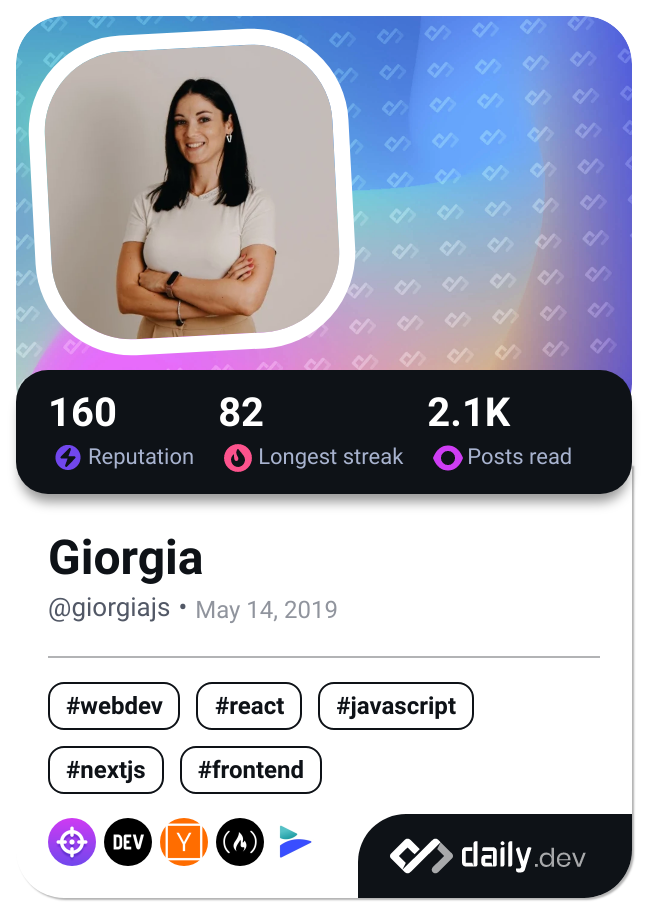 160 82 2.1K
Reputation Longest streak Posts read
Giorgia
@giorgiajs • May 14, 2019
#webdev #react #javascript
#nextjs #frontend
DEV Y daily.dev